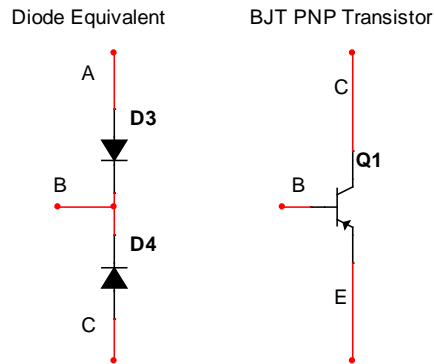 Diode Equivalent
BJT PNP Transistor
A
D3
B
D4
C
C
Q1
B
E